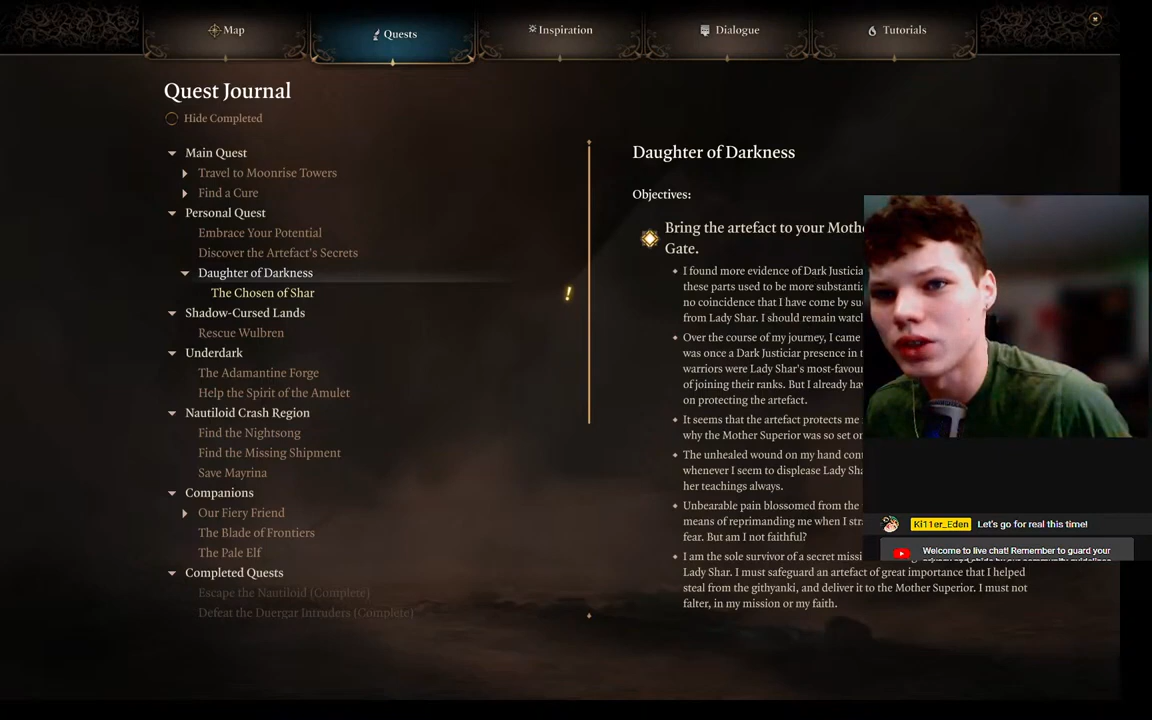 Map
Quests
Inspiration
Dialogue
Tutorials
Quest Journal
Hide Completed
Main Quest
Travel to Moonrise Towers
Find a Cure
Personal Quest
Embrace Your Potential
Discover the Artefact's Secrets
Daughter of Darkness
The Chosen of Shar
!
Shadow-Cursed Lands
Rescue Wulbren
Underdark
The Adamantine Forge
Help the Spirit of the Amulet
Nautiloid Crash Region
Find the Nightsong
Find the Missing Shipment
Save Mayrina
Companions
Our Fiery Friend
The Blade of Frontiers
The Pale Elf
Completed Quests
Escape the Nautiloid (Complete)
Defeat the Duergar Intruders (Complete)
Daughter of Darkness
Objectives:
Bring the artefact to your Moth
Gate.
I found more evidence of Dark Justicia
these parts used to be more substantia
no coincidence that I have come by su
from Lady Shar. I should remain watc
Over the course of my journey, I came
was once a Dark Justiciar presence in t
warriors were Lady Shar's most-favou
of joining their ranks. But I already ha
on protecting the artefact.
It seems that the artefact protects me
why the Mother Superior was so set on
The unhealed wound on my hand con
whenever I seem to displease Lady Sha
her teachings always.
Unbearable pain blossomed from the
means of reprimanding me when I stra
fear. But am I not faithful?
I am the sole survivor of a secret missi
Lady Shar. I must safeguard an artefact of great importance that I helped
steal from the githyanki, and deliver it to the Mother Superior. I must not
falter, in my mission or my faith.
Ki11er_Eden Let's go for real this time!
Welcome to live chat! Remember to guard your